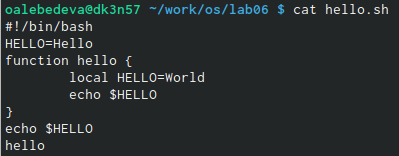 oalebedeva@dk3n57 ~/work/os/lab06 $ cat hello.sh
#!/bin/bash
HELLO=Hello
function hello {
        local HELLO=World
        echo $HELLO
}
echo $HELLO
hello